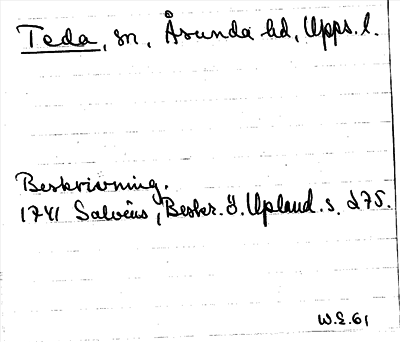 Teda, sn, Åsunda hd, Upps. l.
Beskrivning.
1741 Salvius, Beskr. ö. Upland. s. 275.
W.E. 61